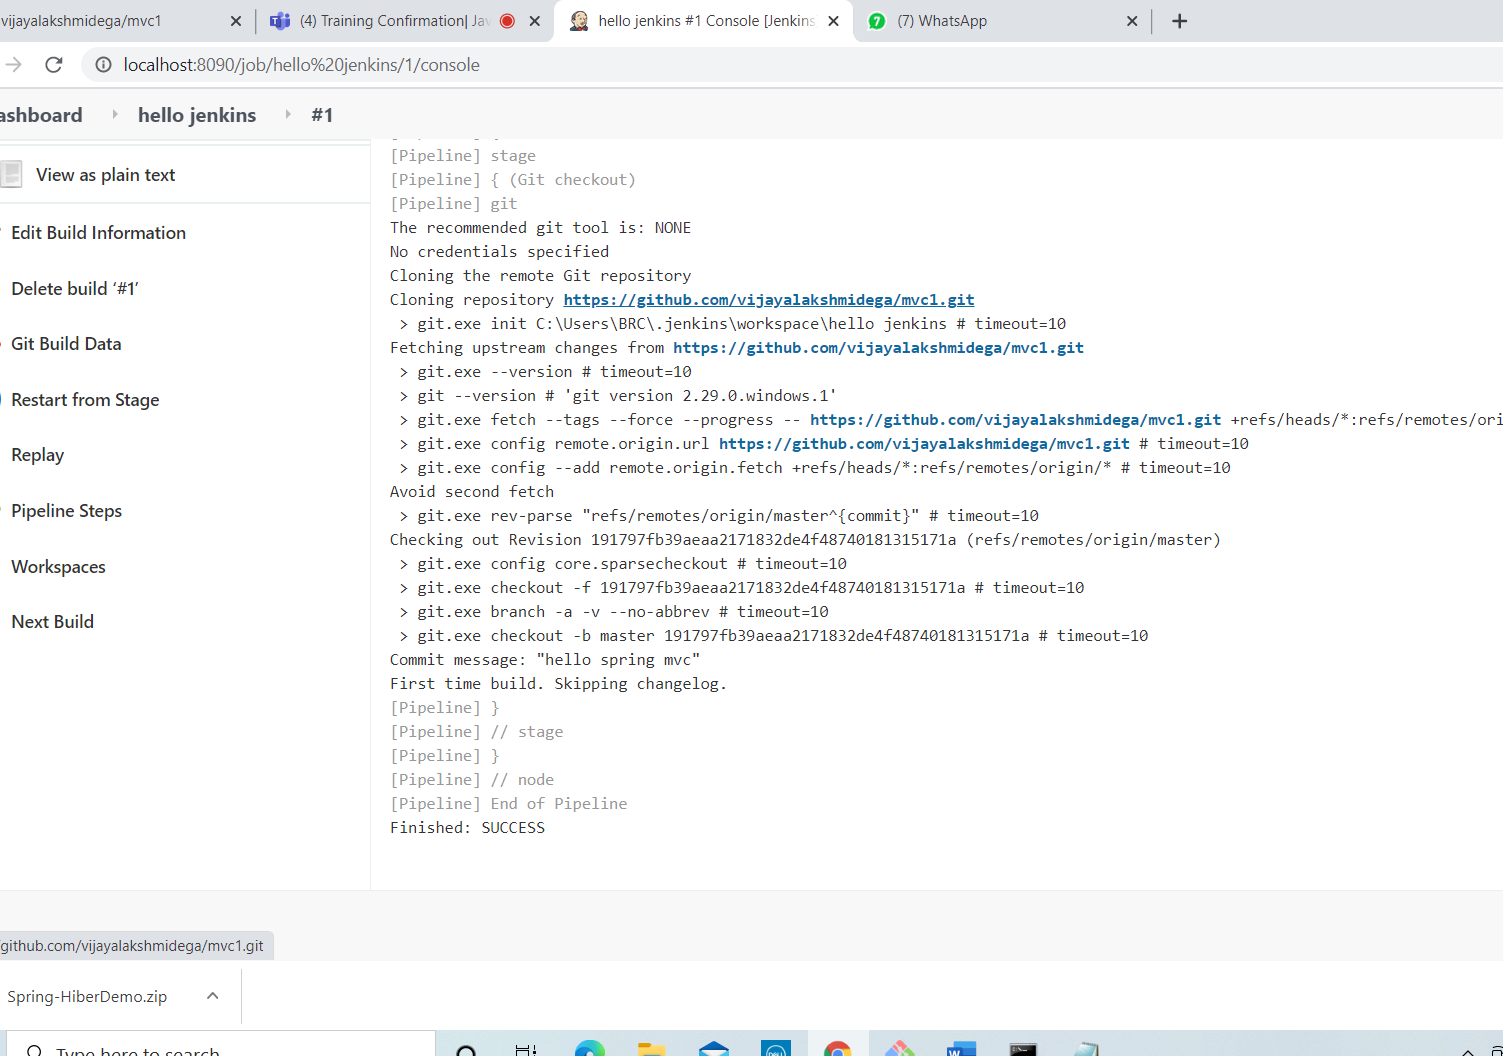 vijayalakshmidega/mvc1
(4) Training Confirmation| Jav
hello jenkins #1 Console [Jenkins
7
(7) WhatsApp
localhost:8090/job/hello%20jenkins/1/console
ashboard
hello jenkins
#1
View as plain text
Edit Build Information
Delete build ‘#1’
Git Build Data
Restart from Stage
Replay
Pipeline Steps
Workspaces
Next Build
[Pipeline] stage
[Pipeline] { (Git checkout)
[Pipeline] git
The recommended git tool is: NONE
No credentials specified
Cloning the remote Git repository
Cloning repository https://github.com/vijayalakshmidega/mvc1.git
 > git.exe init C:\Users\BRC\.jenkins\workspace\hello jenkins # timeout=10
Fetching upstream changes from https://github.com/vijayalakshmidega/mvc1.git
 > git.exe --version # timeout=10
 > git --version # 'git version 2.29.0.windows.1'
 > git.exe fetch --tags --force --progress -- https://github.com/vijayalakshmidega/mvc1.git +refs/heads/*:refs/remotes/ori
 > git.exe config remote.origin.url https://github.com/vijayalakshmidega/mvc1.git # timeout=10
 > git.exe config --add remote.origin.fetch +refs/heads/*:refs/remotes/origin/* # timeout=10
Avoid second fetch
 > git.exe rev-parse "refs/remotes/origin/master^{commit}" # timeout=10
Checking out Revision 191797fb39aeaa2171832de4f48740181315171a (refs/remotes/origin/master)
 > git.exe config core.sparsecheckout # timeout=10
 > git.exe checkout -f 191797fb39aeaa2171832de4f48740181315171a # timeout=10
 > git.exe branch -a -v --no-abbrev # timeout=10
 > git.exe checkout -b master 191797fb39aeaa2171832de4f48740181315171a # timeout=10
Commit message: "hello spring mvc"
First time build. Skipping changelog.
[Pipeline] }
[Pipeline] // stage
[Pipeline] }
[Pipeline] // node
[Pipeline] End of Pipeline
Finished: SUCCESS
github.com/vijayalakshmidega/mvc1.git
Spring-HiberDemo.zip
Type here to search